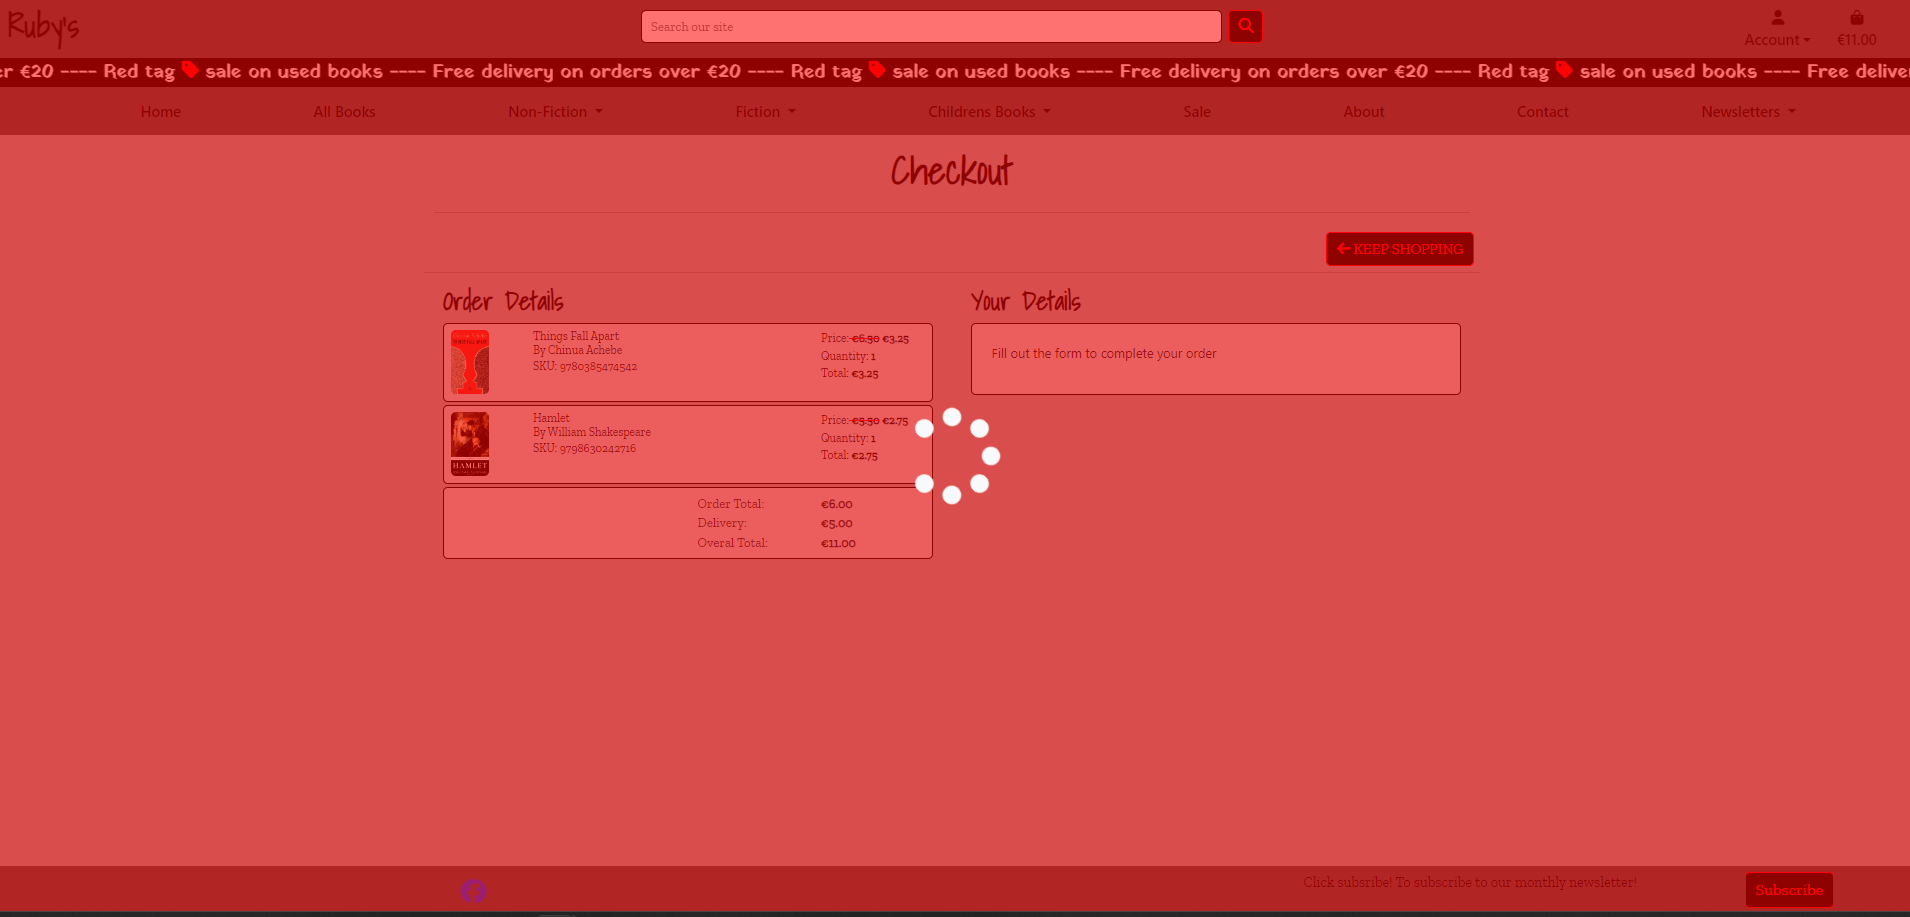 Ruby's
Search our site
Account
€11.00
er €20 ---- Red tag sale on used books ---- Free delivery on orders over €20 ---- Red tag sale on used books ---- Free delivery on orders over €20 ---- Red tag sale on used books ---- Free delive
Home All Books Non-Fiction Fiction Childrens Books Sale About Contact Newsletters
Checkout
KEEP SHOPPING
Order Details
Things Fall Apart
By Chinua Achebe
SKU: 9780385474542
Price: €6.50 €3.25
Quantity: 1
Total: €3.25
HAMLET
Hamlet
By William Shakespeare
SKU: 9798630242716
Price: €5.50 €2.75
Quantity: 1
Total: €2.75
Order Total: €6.00
Delivery: €5.00
Overal Total: €11.00
Your Details
Fill out the form to complete your order
Click subsribe! To subscribe to our monthly newsletter!
Subscribe